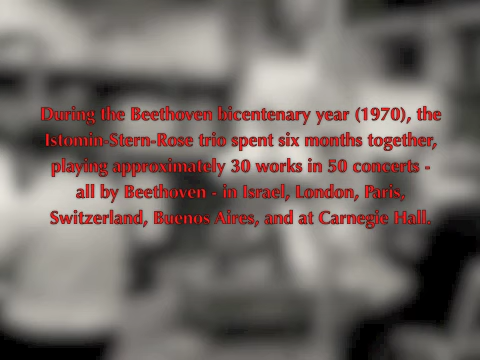 During the Beethoven bicentenary year (1970), the
Istomin-Stern-Rose trio spent six months together,
playing approximately 30 works in 50 concerts -
all by Beethoven - in Israel, London, Paris,
Switzerland, Buenos Aires, and at Carnegie Hall.